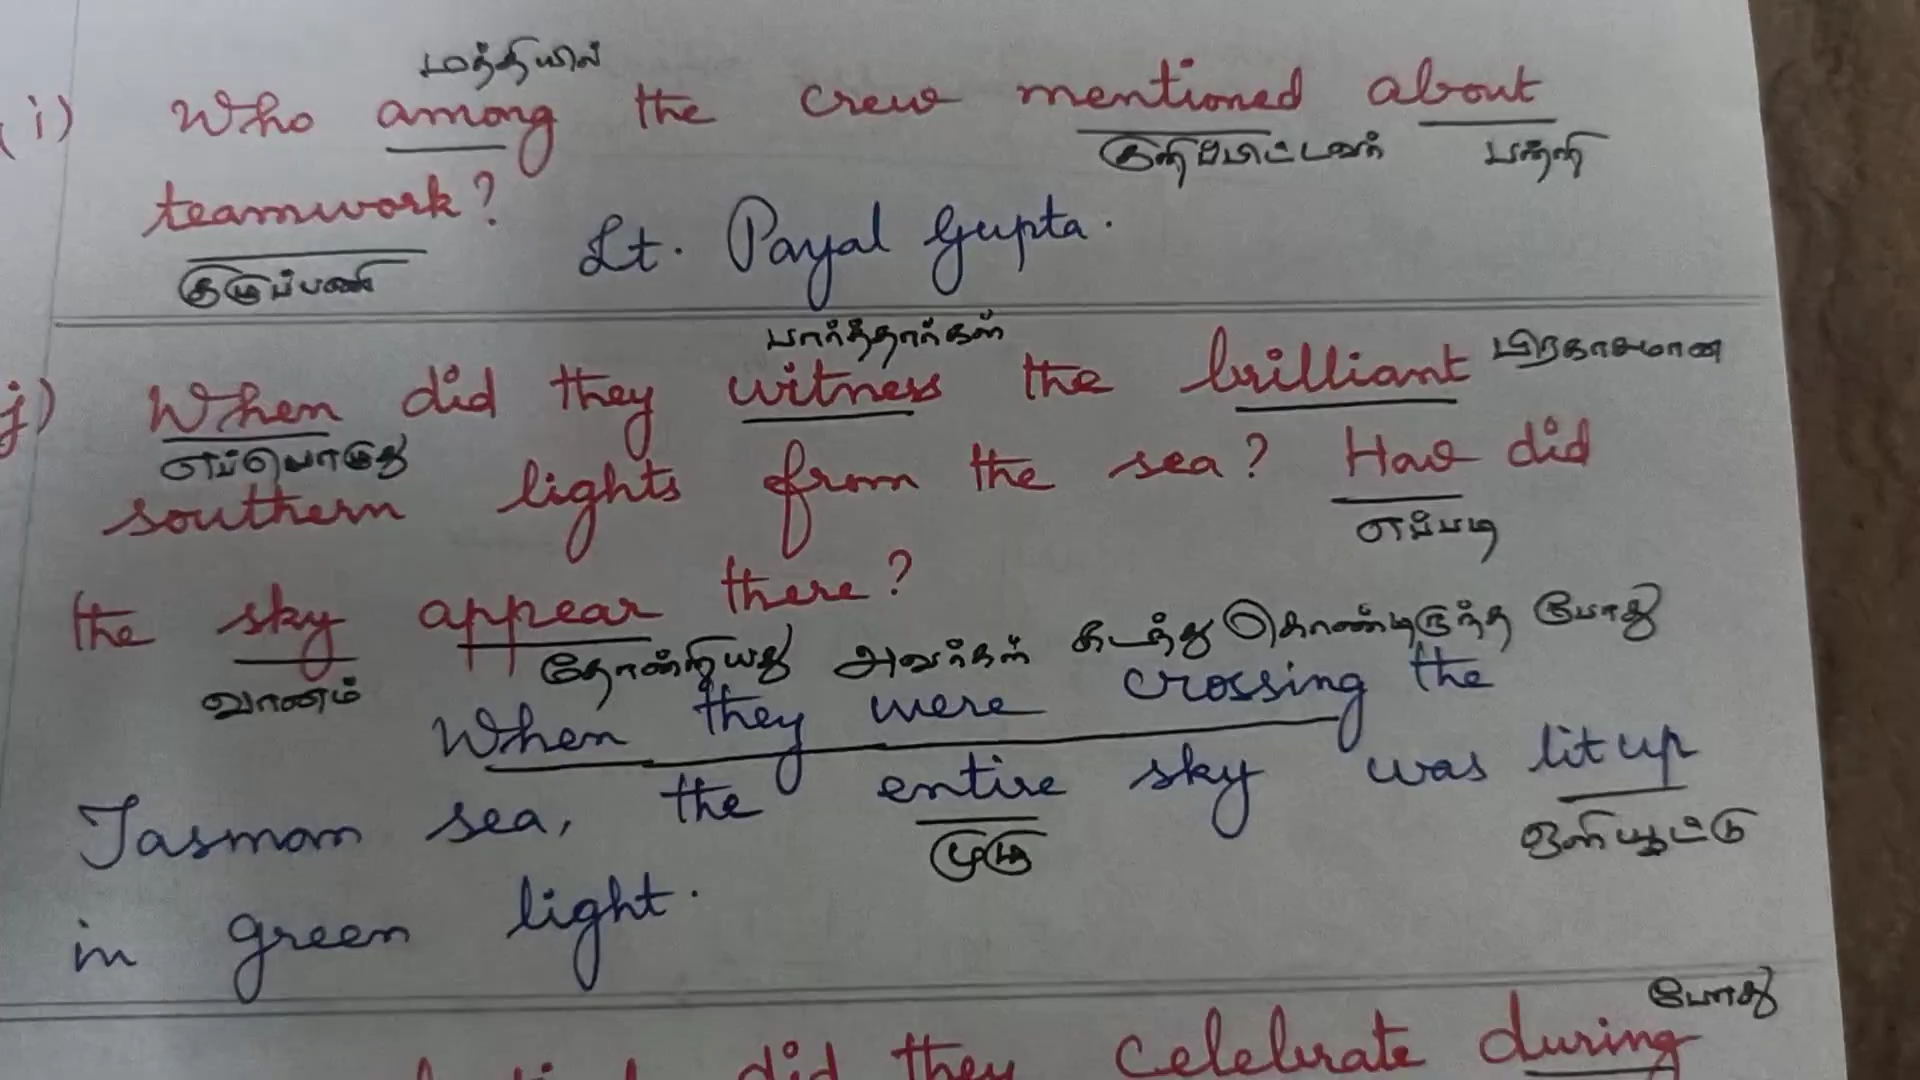 மத்தியில்
i) Who among the crew mentioned about
குறிப்பிட்டவர் பற்றி
teamwork?
Lt. Payal Gupta.
குழுப்பணி
பார்த்தார்கள் பிரகாசமான
j) When did they witness the brilliant
எப்பொழுது
southern lights from the sea? How did
எப்படி
the sky appear there?
வானம் தோன்றியது அவர்கள் கடந்து கொண்டிருந்த போது
When they were crossing the
Tasman sea, the entire sky was lit up
முழு ஒளியூட்டு
in green light.
போது
did they celebrate during